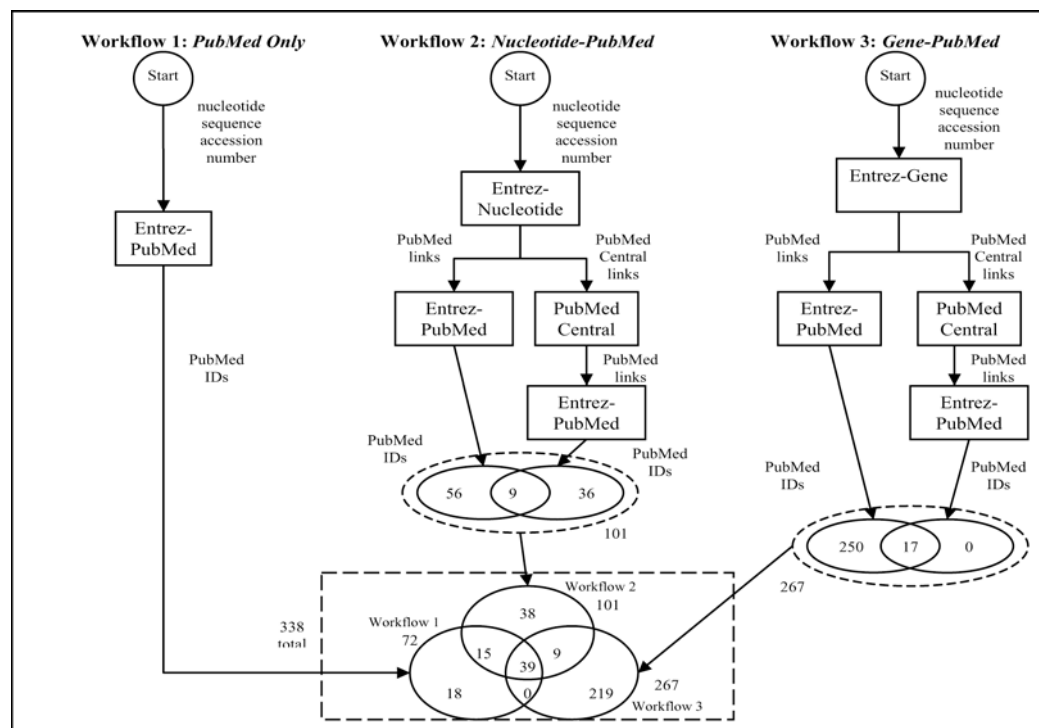 Workflow 1: PubMed Only
Start
nucleotide
sequence
accession
number
Entrez-
PubMed
PubMed
IDs
Workflow 2: Nucleotide-PubMed
Start
nucleotide
sequence
accession
number
Entrez-
Nucleotide
PubMed
links
PubMed
Central
links
Entrez-
PubMed
PubMed
Central
PubMed
links
Entrez-
PubMed
PubMed
IDs
PubMed
IDs
56
9
36
101
Workflow 3: Gene-PubMed
Start
nucleotide
sequence
accession
number
Entrez-Gene
PubMed
links
PubMed
Central
links
Entrez-
PubMed
PubMed
Central
PubMed
links
Entrez-
PubMed
PubMed
IDs
PubMed
IDs
250
17
0
267
338
total
Workflow 2
101
38
Workflow 1
72
15
9
39
18
0
219
267
Workflow 3